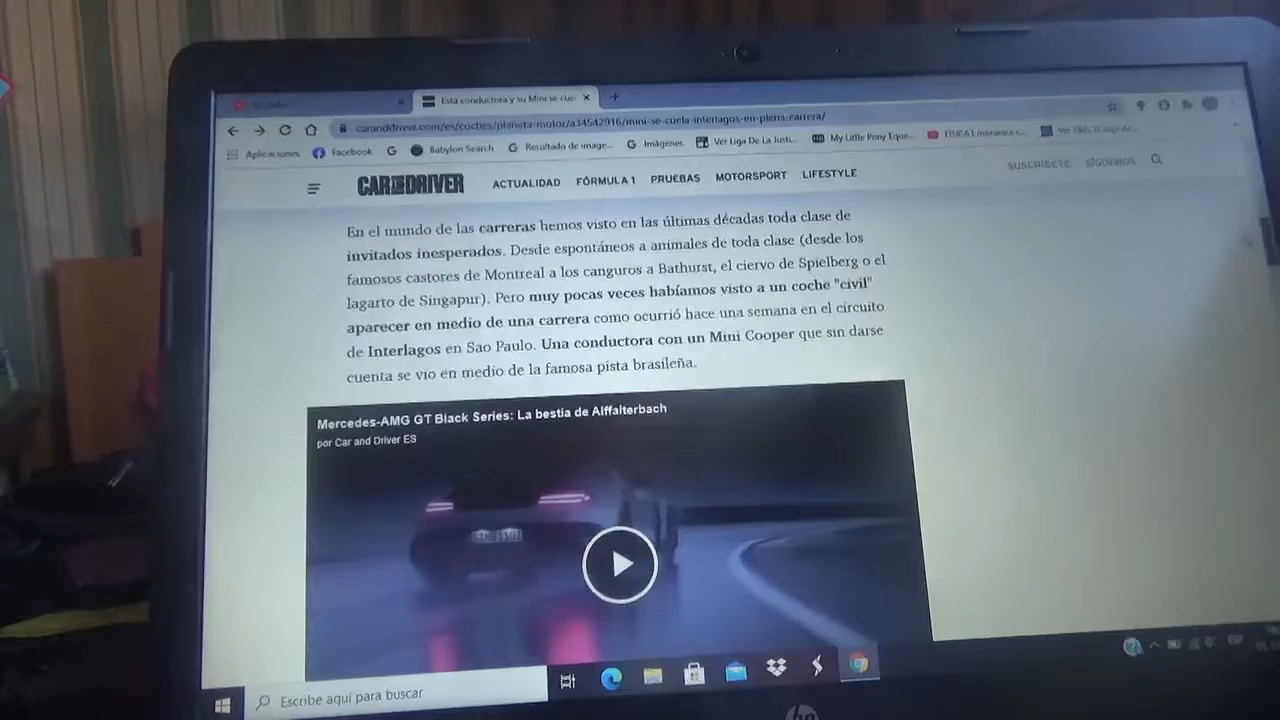 Esta conductora y su Mini se cue
caranddriver.com/es/coches/planeta-motor/a34542916/mini-se-cuela-interlagos-en-plena-carrera/
Aplicaciones Facebook Babylon Search Resultado de image... Imágenes Ver Liga De La Justi... My Little Pony Eque...
CAR AND DRIVER ACTUALIDAD FÓRMULA 1 PRUEBAS MOTORSPORT LIFESTYLE SUSCRÍBETE SÍGUENOS
En el mundo de las carreras hemos visto en las últimas décadas toda clase de
invitados inesperados. Desde espontáneos a animales de toda clase (desde los
famosos castores de Montreal a los canguros a Bathurst, el ciervo de Spielberg o el
lagarto de Singapur). Pero muy pocas veces habíamos visto a un coche "civil"
aparecer en medio de una carrera como ocurrió hace una semana en el circuito
de Interlagos en Sao Paulo. Una conductora con un Mini Cooper que sin darse
cuenta se vio en medio de la famosa pista brasileña.
Mercedes-AMG GT Black Series: La bestia de Alffalterbach
por Car and Driver ES
Escribe aquí para buscar
ESP
hp